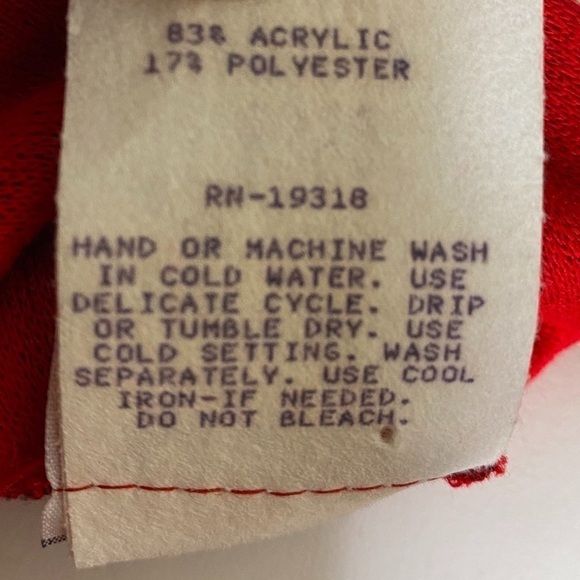 83% ACRYLIC
17% POLYESTER
RN-19318
HAND OR MACHINE WASH
IN COLD WATER. USE
DELICATE CYCLE. DRIP
OR TUMBLE DRY. USE
COLD SETTING. WASH
SEPARATELY. USE COOL
IRON-IF NEEDED.
DO NOT BLEACH.